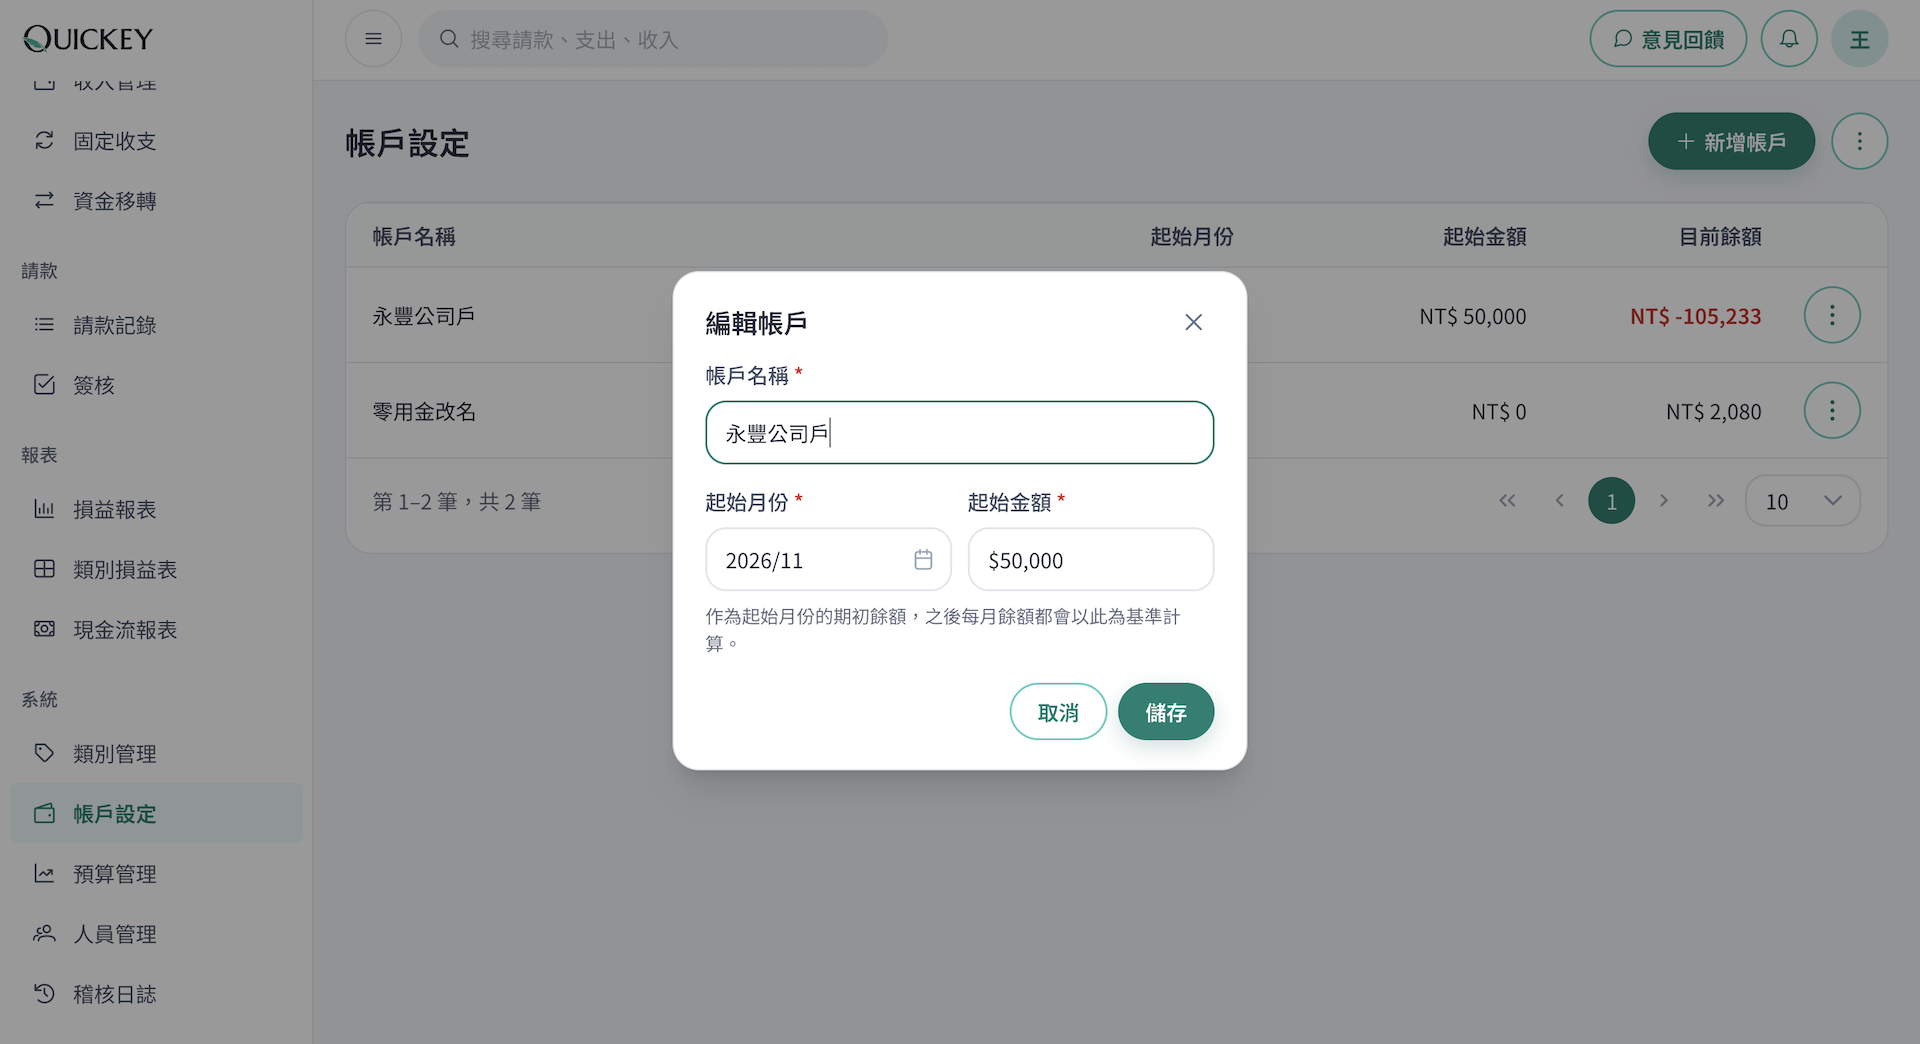 QUICKEY
搜尋請款、支出、收入
意見回饋
王
收入管理
固定收支
資金移轉
請款
請款記錄
簽核
報表
損益報表
類別損益表
現金流報表
系統
類別管理
帳戶設定
預算管理
人員管理
稽核日誌
帳戶設定
新增帳戶
帳戶名稱 起始月份 起始金額 目前餘額
永豐公司戶 NT$ 50,000 NT$ -105,233
零用金改名 NT$ 0 NT$ 2,080
第 1–2 筆，共 2 筆 1 10
編輯帳戶
帳戶名稱 *
永豐公司戶
起始月份 * 起始金額 *
2026/11 $50,000
作為起始月份的期初餘額，之後每月餘額都會以此為基準計
算。
取消 儲存